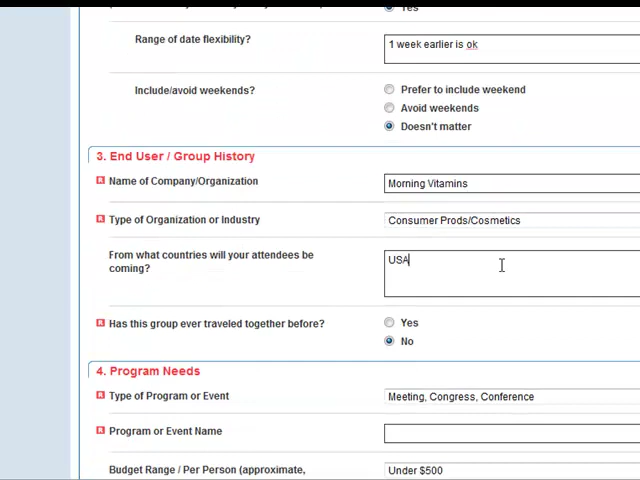 Yes
Range of date flexibility?
1 week earlier is ok
Include/avoid weekends?
Prefer to include weekend
Avoid weekends
Doesn't matter
3. End User / Group History
R Name of Company/Organization
Morning Vitamins
R Type of Organization or Industry
Consumer Prods/Cosmetics
From what countries will your attendees be
coming?
USA
R Has this group ever traveled together before?
Yes
No
4. Program Needs
R Type of Program or Event
Meeting, Congress, Conference
R Program or Event Name
Budget Range / Per Person (approximate,
Under $500